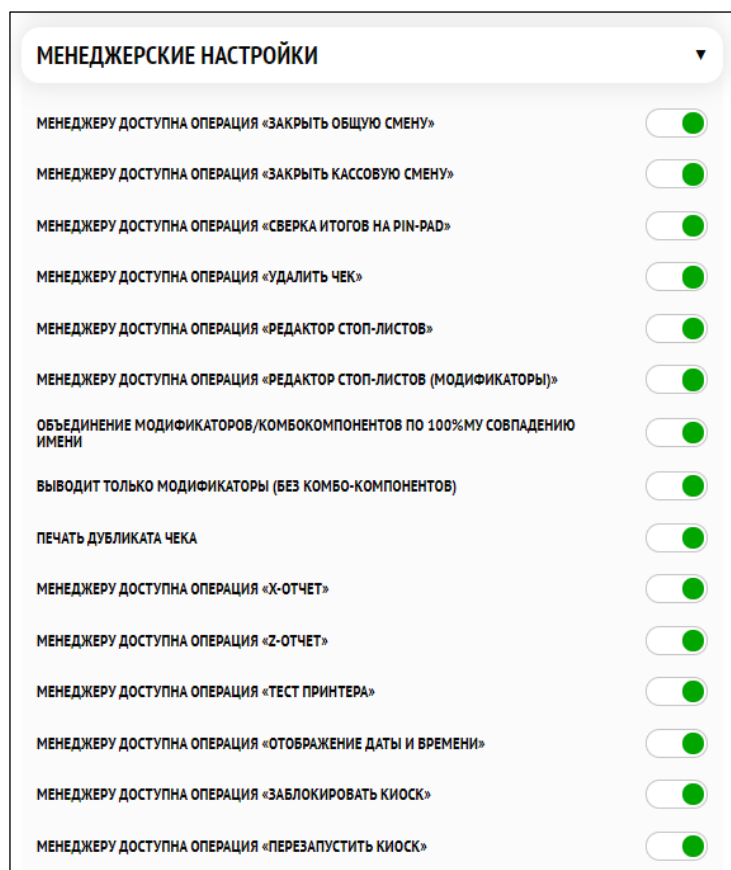 МЕНЕДЖЕРСКИЕ НАСТРОЙКИ
МЕНЕДЖЕРУ ДОСТУПНА ОПЕРАЦИЯ «ЗАКРЫТЬ ОБЩУЮ СМЕНУ»
МЕНЕДЖЕРУ ДОСТУПНА ОПЕРАЦИЯ «ЗАКРЫТЬ КАССОВУЮ СМЕНУ»
МЕНЕДЖЕРУ ДОСТУПНА ОПЕРАЦИЯ «СВЕРКА ИТОГОВ НА PIN-PAD»
МЕНЕДЖЕРУ ДОСТУПНА ОПЕРАЦИЯ «УДАЛИТЬ ЧЕК»
МЕНЕДЖЕРУ ДОСТУПНА ОПЕРАЦИЯ «РЕДАКТОР СТОП-ЛИСТОВ»
МЕНЕДЖЕРУ ДОСТУПНА ОПЕРАЦИЯ «РЕДАКТОР СТОП-ЛИСТОВ (МОДИФИКАТОРЫ)»
ОБЪЕДИНЕНИЕ МОДИФИКАТОРОВ/КОМБОКОМПОНЕНТОВ ПО 100%МУ СОВПАДЕНИЮ
ИМЕНИ
ВЫВОДИТ ТОЛЬКО МОДИФИКАТОРЫ (БЕЗ КОМБО-КОМПОНЕНТОВ)
ПЕЧАТЬ ДУБЛИКАТА ЧЕКА
МЕНЕДЖЕРУ ДОСТУПНА ОПЕРАЦИЯ «X-ОТЧЕТ»
МЕНЕДЖЕРУ ДОСТУПНА ОПЕРАЦИЯ «Z-ОТЧЕТ»
МЕНЕДЖЕРУ ДОСТУПНА ОПЕРАЦИЯ «ТЕСТ ПРИНТЕРА»
МЕНЕДЖЕРУ ДОСТУПНА ОПЕРАЦИЯ «ОТОБРАЖЕНИЕ ДАТЫ И ВРЕМЕНИ»
МЕНЕДЖЕРУ ДОСТУПНА ОПЕРАЦИЯ «ЗАБЛОКИРОВАТЬ КИОСК»
МЕНЕДЖЕРУ ДОСТУПНА ОПЕРАЦИЯ «ПЕРЕЗАПУСТИТЬ КИОСК»